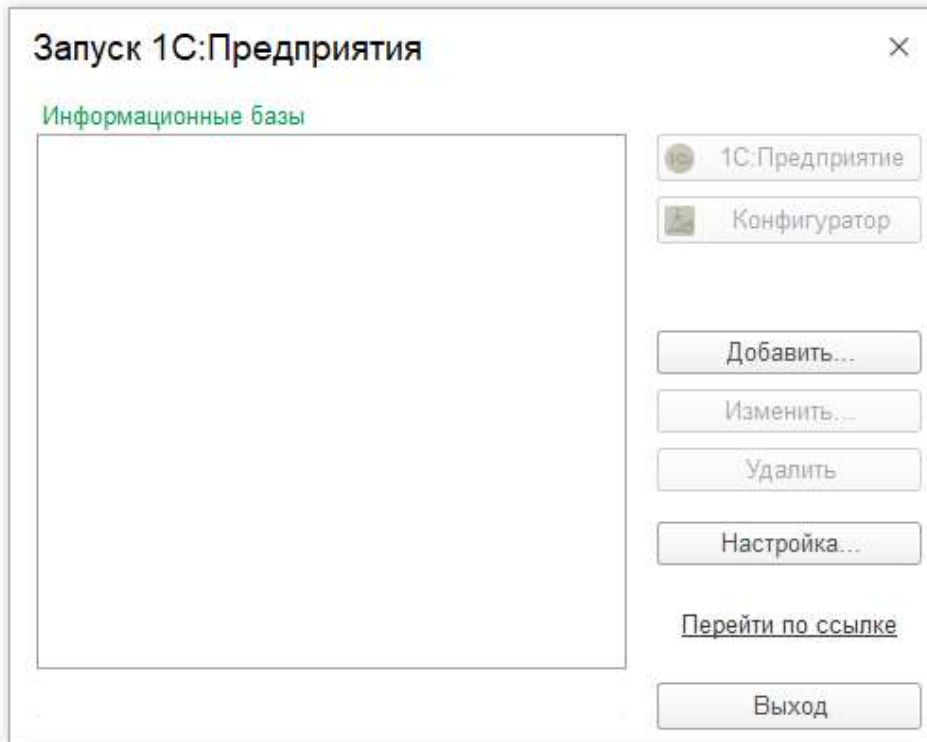 Запуск 1С:Предприятия
Информационные базы
1С:Предприятие
Конфигуратор
Добавить...
Изменить...
Удалить
Настройка...
Перейти по ссылке
Выход